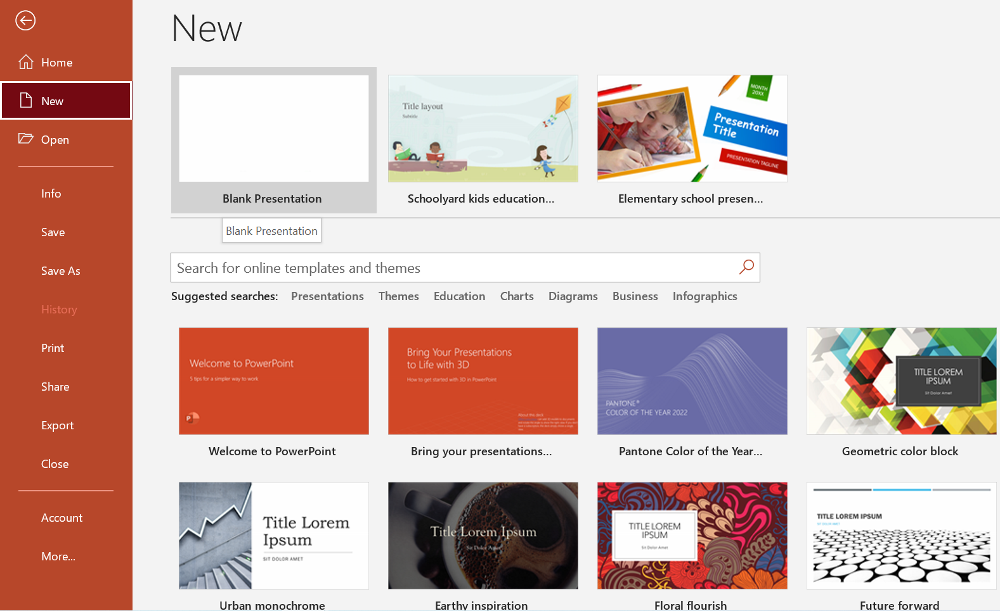 New
Home
New
Open
Info
Save
Save As
History
Print
Share
Export
Close
Account
More...
Title layout
Subtitle
MONTH
20XX
Presentation
Title
PRESENTATION TAGLINE
Blank Presentation
Schoolyard kids education...
Elementary school presen...
Blank Presentation
Search for online templates and themes
Suggested searches: Presentations Themes Education Charts Diagrams Business Infographics
Welcome to PowerPoint
5 tips for a simpler way to work
P
Bring Your Presentations
to Life with 3D
How to get started with 3D in PowerPoint
About this deck
PANTONE®
COLOR OF THE YEAR 2022
TITLE LOREM
IPSUM
Sit Dolor Amet
Welcome to PowerPoint
Bring your presentations...
Pantone Color of the Year...
Geometric color block
Title Lorem
Ipsum
SIT DOLOR AMET
Title Lorem Ipsum
Sit Dolor Amet
TITLE LOREM
IPSUM
Sit Dolor Amet
TITLE LOREM IPSUM
SIT DOLOR AMET
Urban monochrome
Earthy inspiration
Floral flourish
Future forward